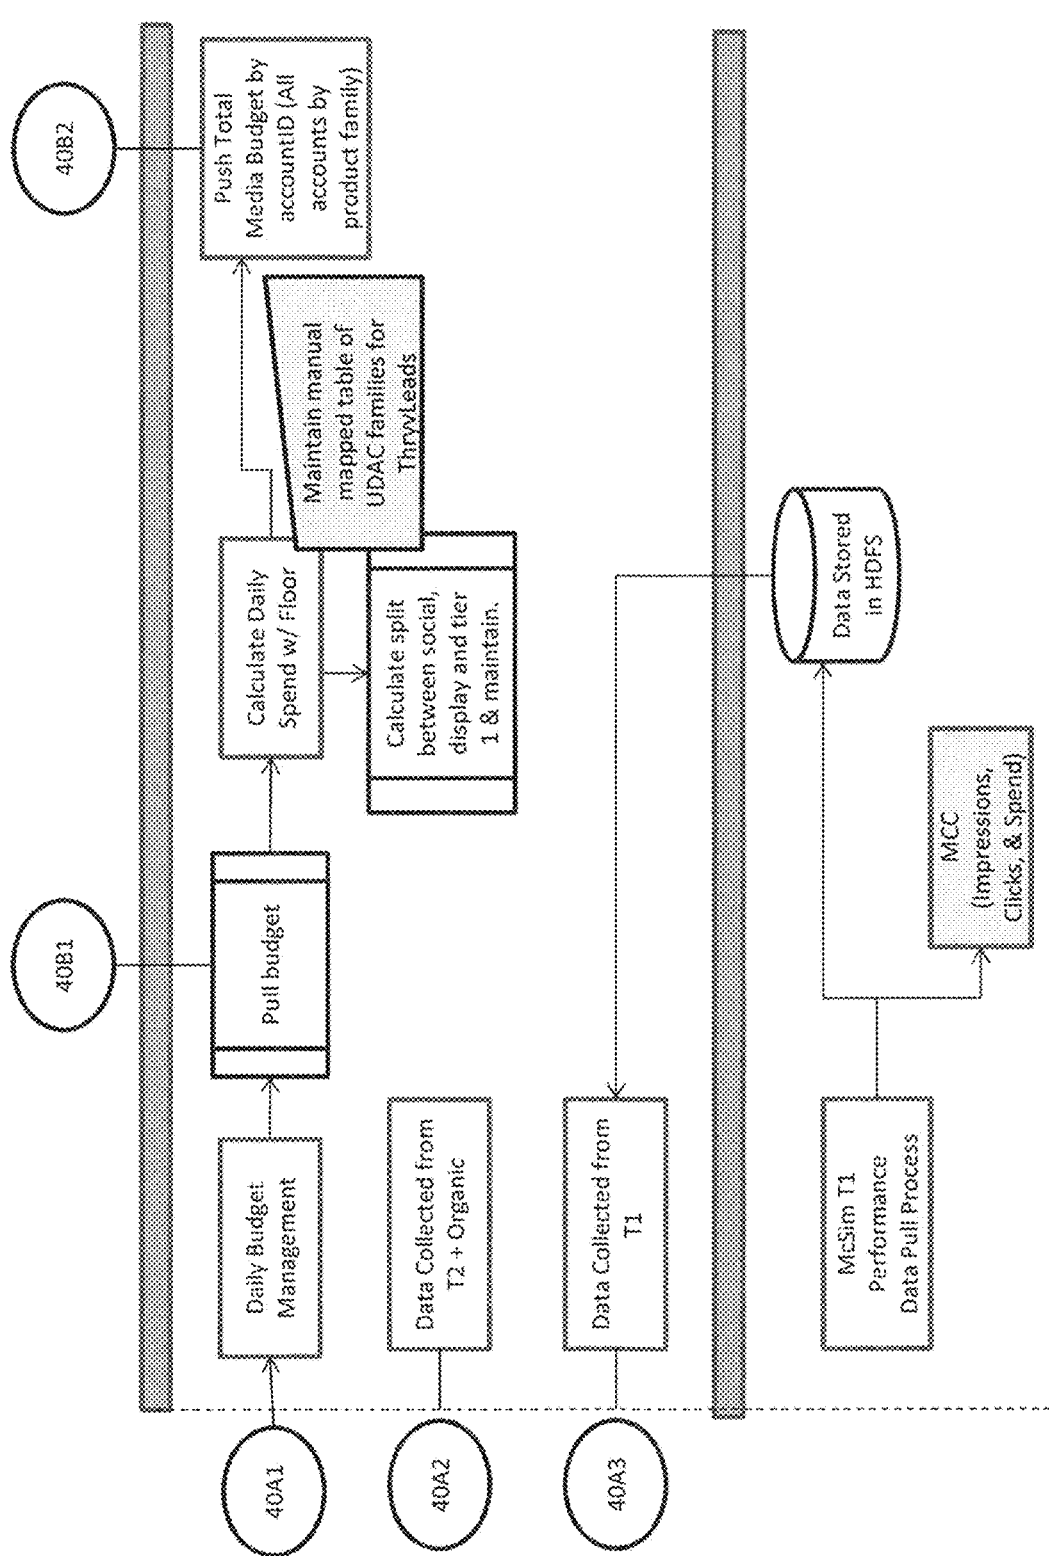 40B1
40B2
40A1
Daily Budget
Management
Pull budget
Calculate Daily
Spend w/ Floor
Push Total
Media Budget by
accountID (All
accounts by
product family)
Maintain manual
mapped table of
UDAC families for
ThryvLeads
Calculate split
between social,
display and tier
1 & maintain.
40A2
Data Collected from
T2 + Organic
40A3
Data Collected from
T1
McSim T1
Performance
Data Pull Process
Data Stored
in HDFS
MCC
(Impressions,
Clicks, & Spend)